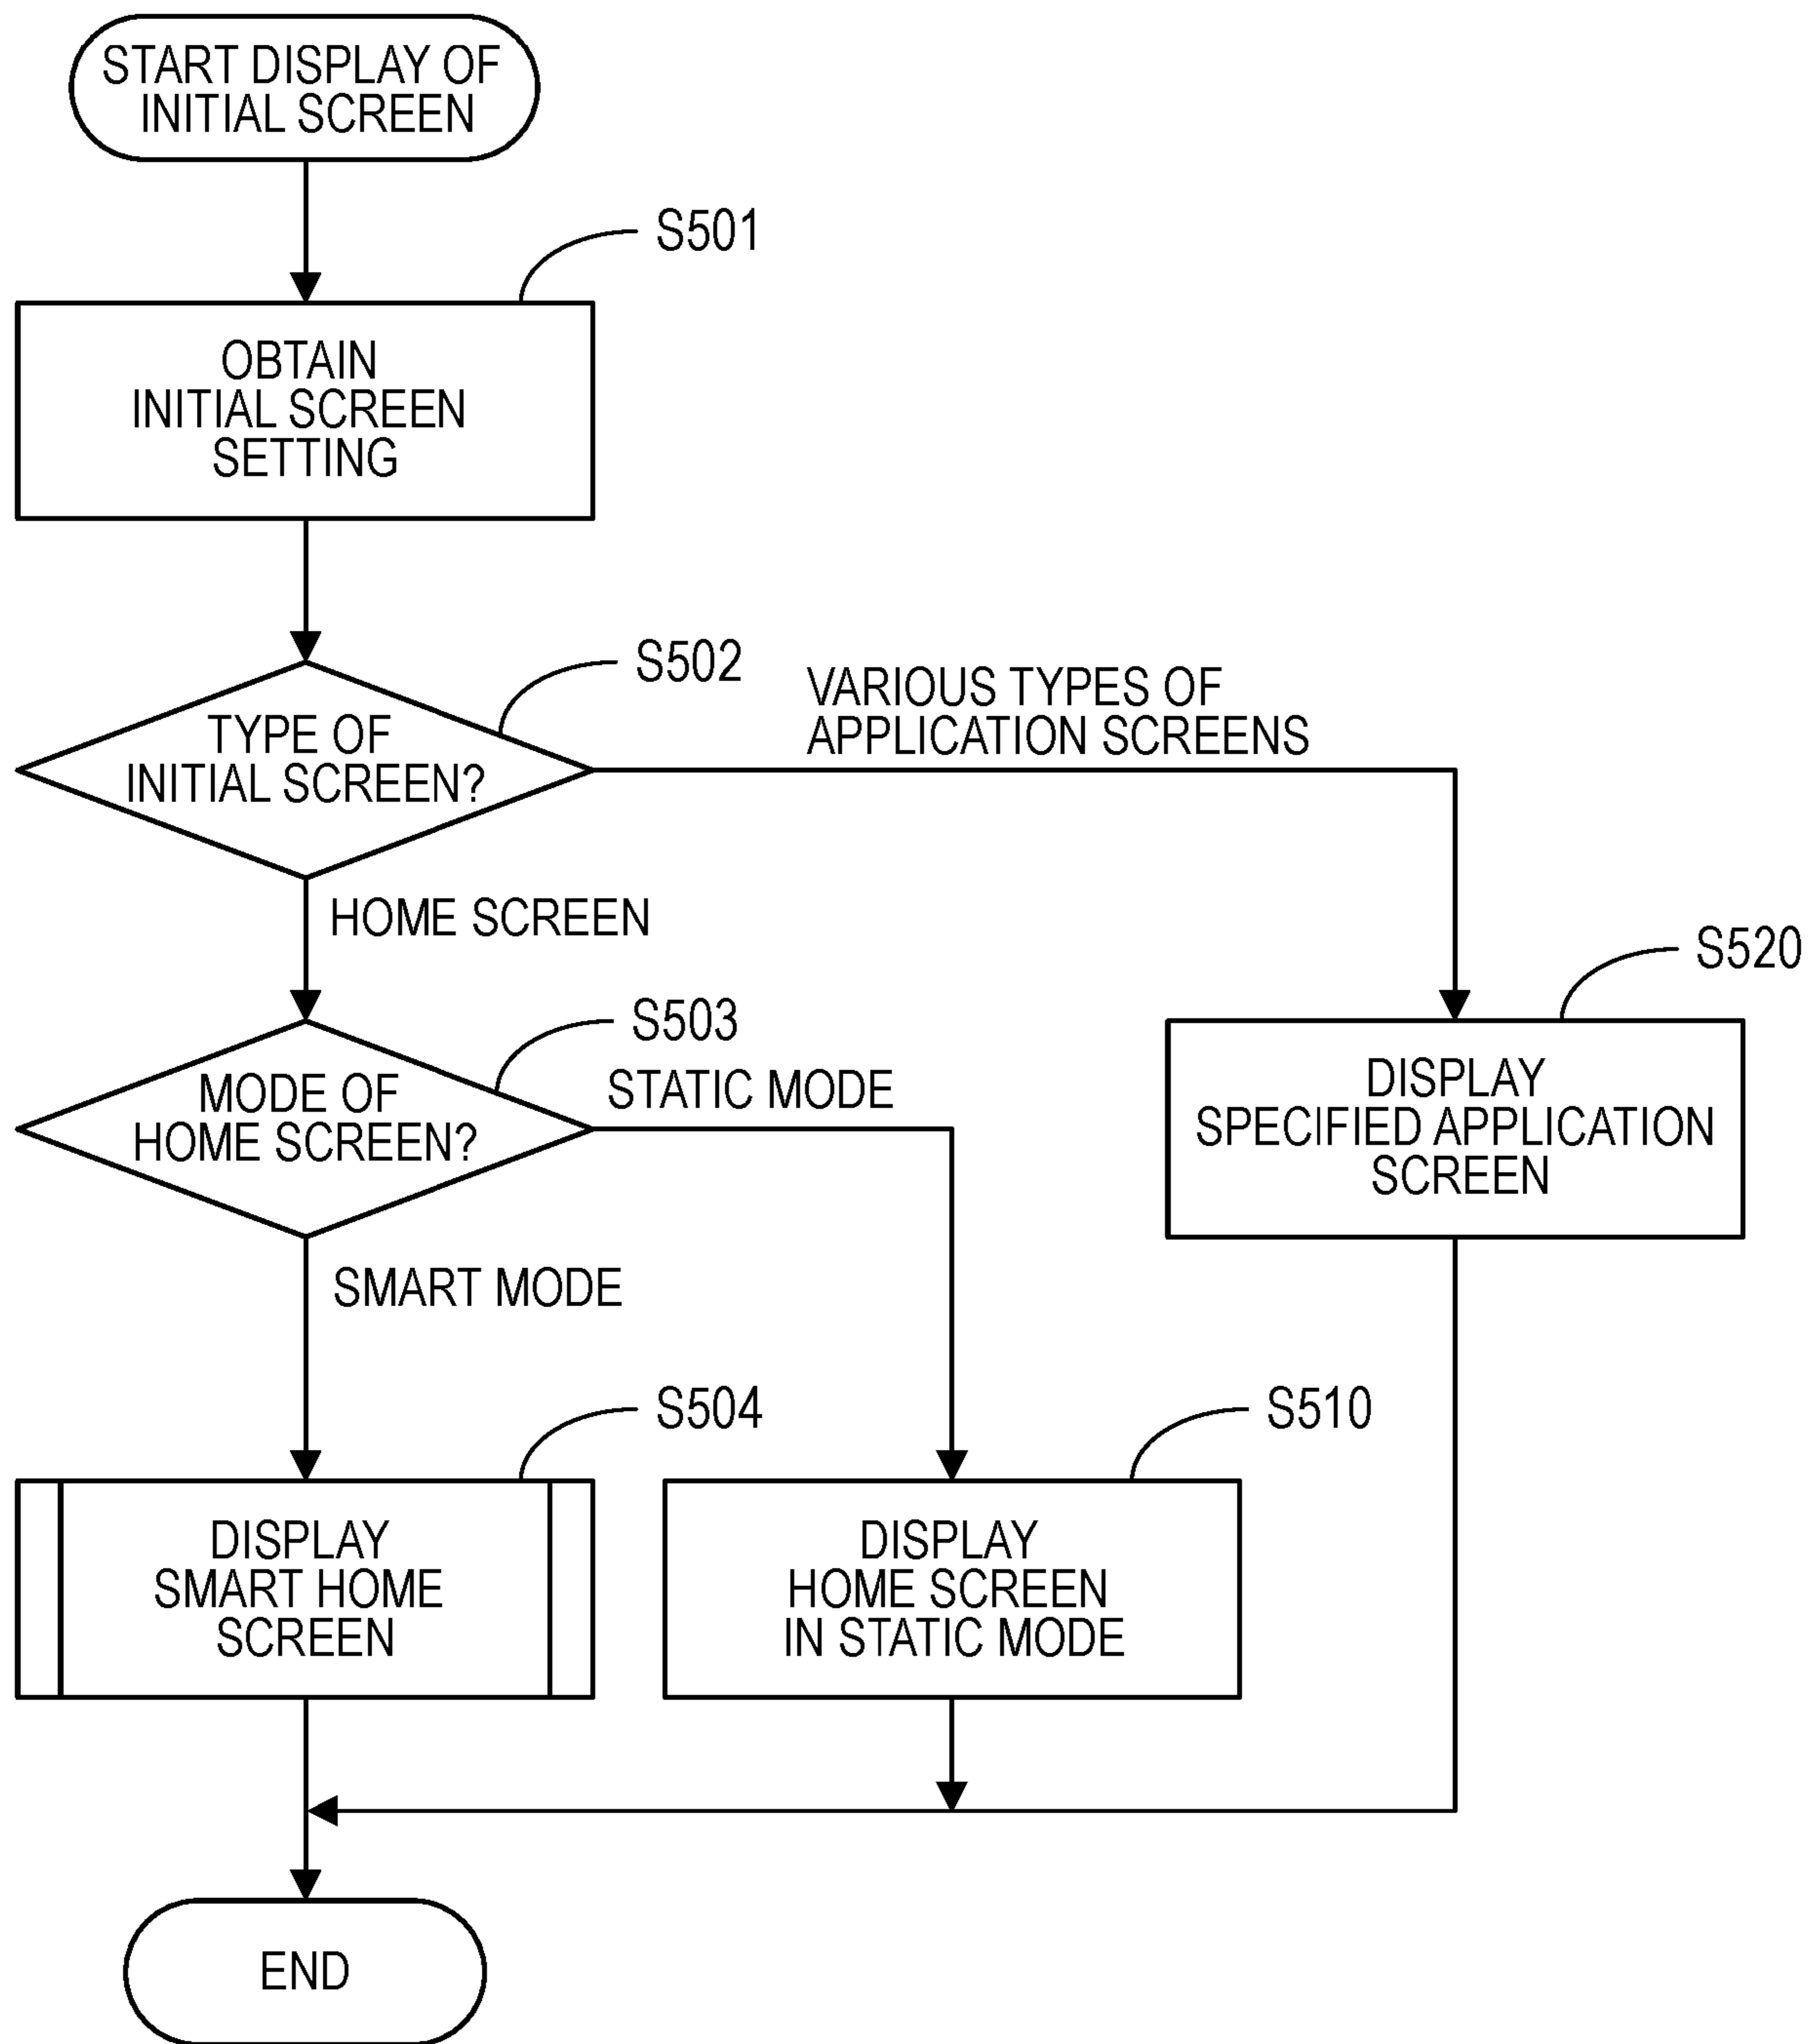 START DISPLAY OF
INITIAL SCREEN
S501
OBTAIN
INITIAL SCREEN
SETTING
S502
TYPE OF
INITIAL SCREEN?
VARIOUS TYPES OF
APPLICATION SCREENS
HOME SCREEN
S503
MODE OF
HOME SCREEN?
STATIC MODE
S520
DISPLAY
SPECIFIED APPLICATION
SCREEN
SMART MODE
S504
DISPLAY
SMART HOME
SCREEN
S510
DISPLAY
HOME SCREEN
IN STATIC MODE
END